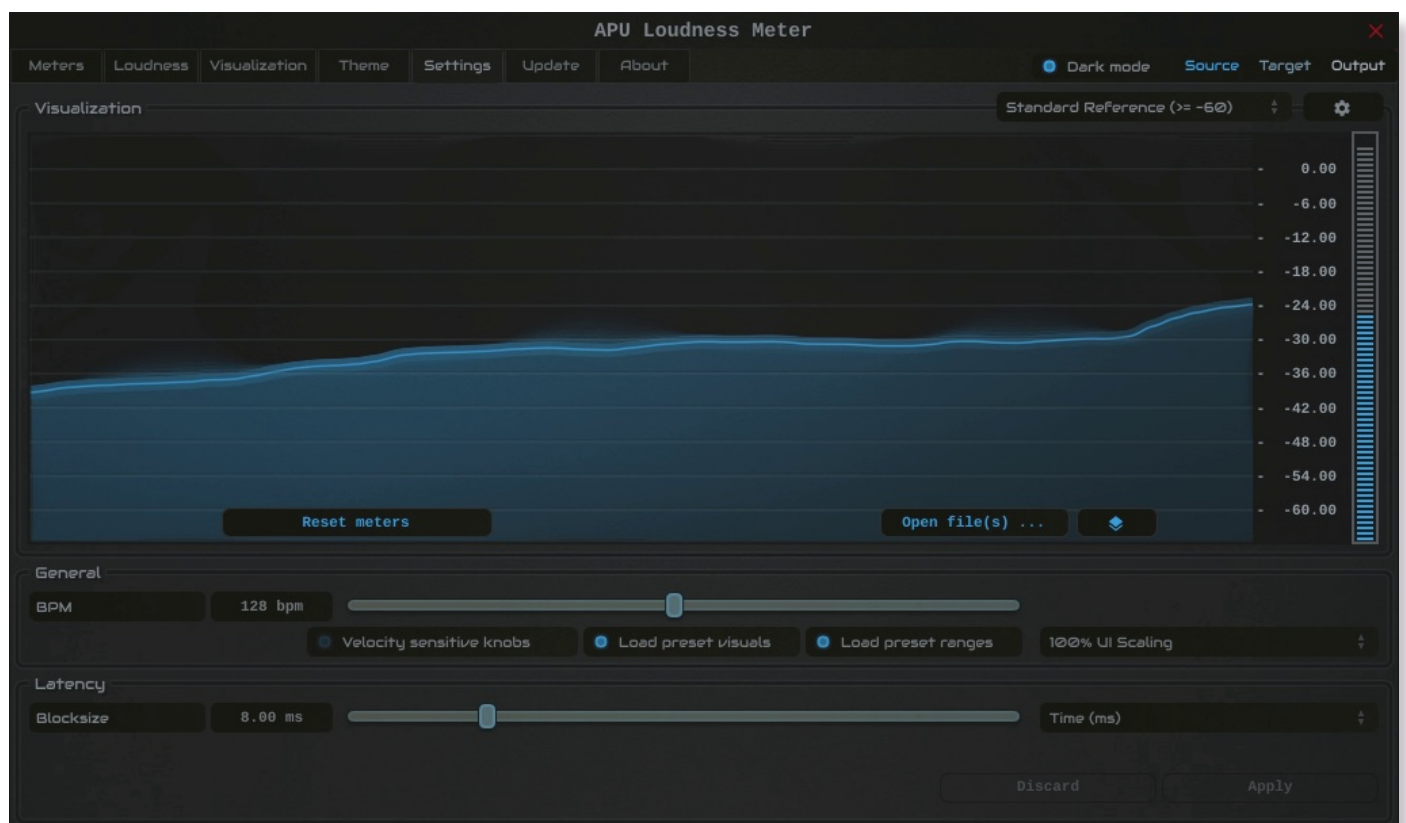 APU Loudness Meter
Meters Loudness Visualization Theme Settings Update About Dark mode Source Target Output
Visualization Standard Reference (>= -60)
- 0.00
- -6.00
- -12.00
- -18.00
- -24.00
- -30.00
- -36.00
- -42.00
- -48.00
- -54.00
- -60.00
Reset meters Open file(s) ...
General
BPM 128 bpm
Velocity sensitive knobs Load preset visuals Load preset ranges 100% UI Scaling
Latency
Blocksize 8.00 ms Time (ms)
Discard Apply